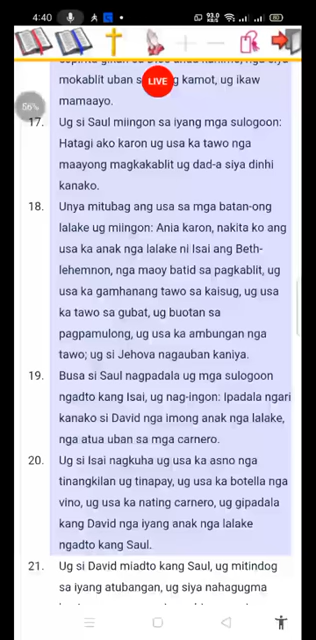 4:40
93.0
KB/S
LIVE
56%
mokablit uban kamot, ug ikaw
mamaayo.
17. Ug si Saul miingon sa iyang mga sulogoon:
Hatagi ako karon ug usa ka tawo nga
maayong magkakablit ug dad-a siya dinhi
kanako.
18. Unya mitubag ang usa sa mga batan-ong
lalake ug miingon: Ania karon, nakita ko ang
usa ka anak nga lalake ni Isai ang Beth-
lehemnon, nga maoy batid sa pagkablit, ug
usa ka gamhanang tawo sa kaisug, ug usa
ka tawo sa gubat, ug buotan sa
pagpamulong, ug usa ka ambungan nga
tawo; ug si Jehova nagauban kaniya.
19. Busa si Saul nagpadala ug mga sulogoon
ngadto kang Isai, ug nag-ingon: Ipadala ngari
kanako si David nga imong anak nga lalake,
nga atua uban sa mga carnero.
20. Ug si Isai nagkuha ug usa ka asno nga
tinangkilan ug tinapay, ug usa ka botella nga
vino, ug usa ka nating carnero, ug gipadala
kang David nga iyang anak nga lalake
ngadto kang Saul.
21. Ug si David miadto kang Saul, ug mitindog
sa iyang atubangan, ug siya nahagugma